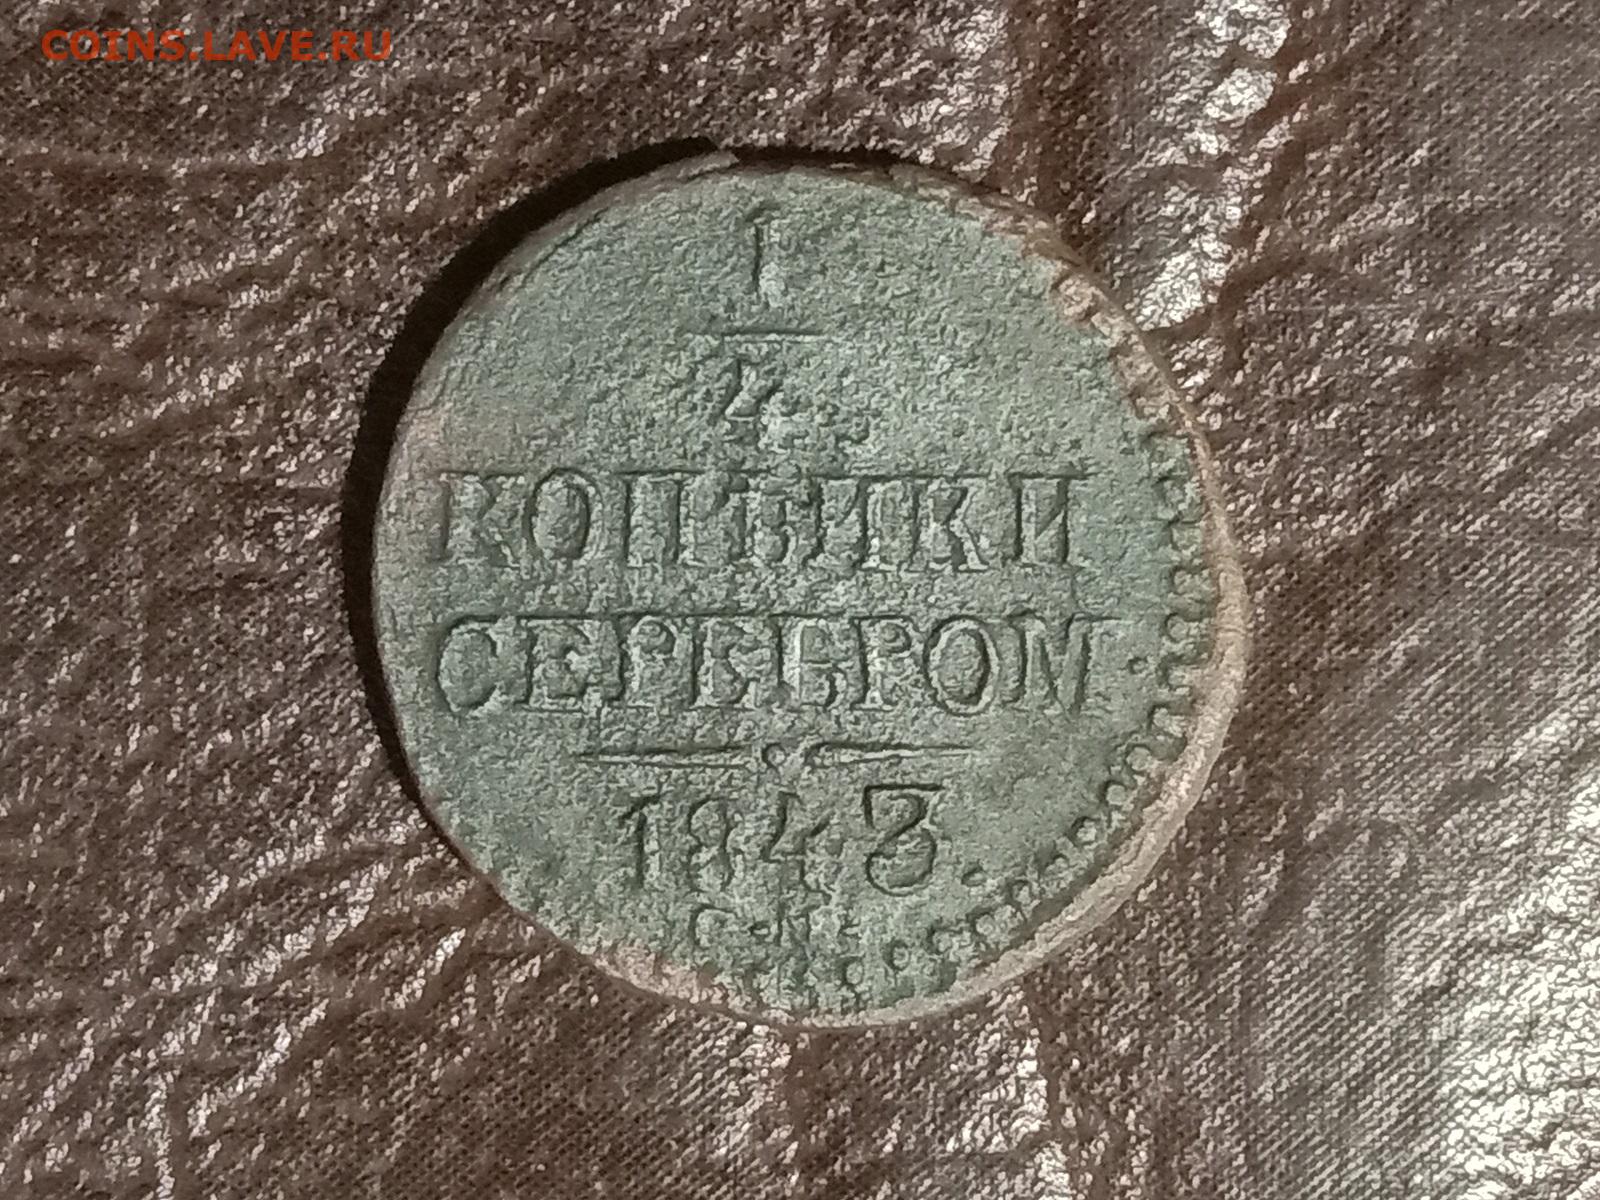 COINS.LAVE.RU
1
4
КОПѢЙКИ
СЕРЕБРОМ.
1843.
С.М.